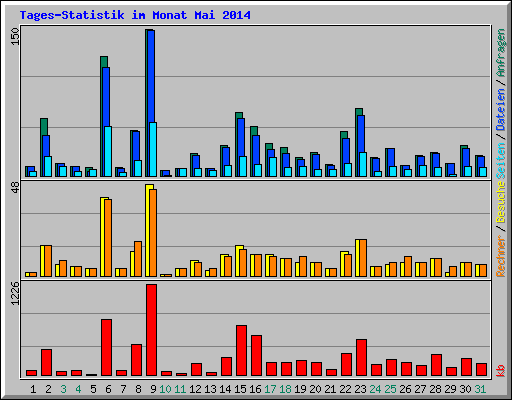 Tages-Statistik im Monat Mai 2014
150
48
1226
Rechner / Besuche Seiten / Dateien / Anfragen
kb
1 2 3 4 5 6 7 8 9 10 11 12 13 14 15 16 17 18 19 20 21 22 23 24 25 26 27 28 29 30 31